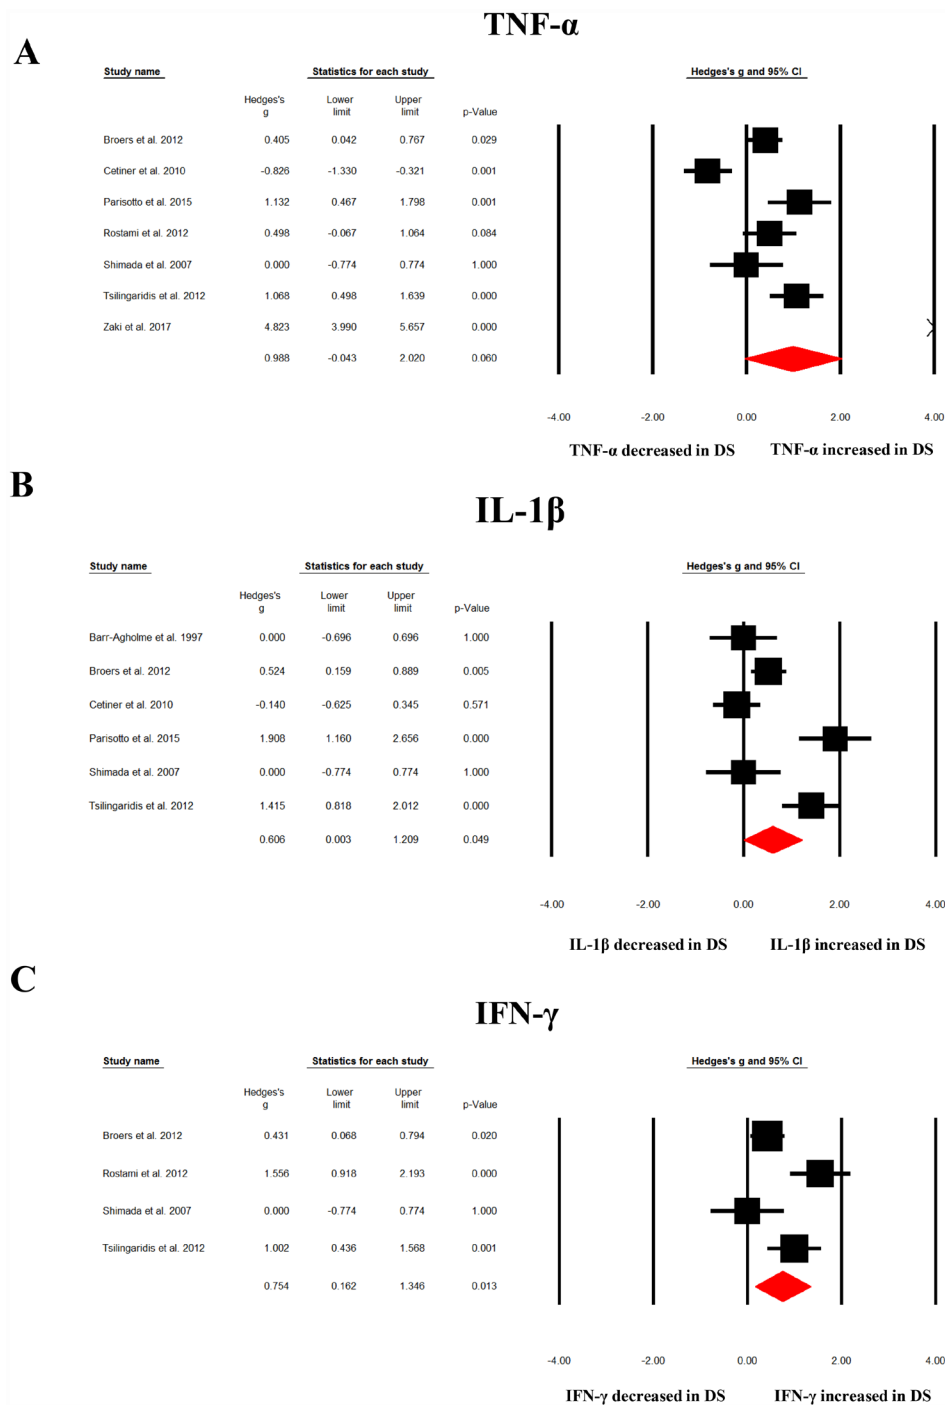 TNF-α
A
Study name Statistics for each study Hedges's g and 95% CI
Hedges's Lower Upper
g limit limit p-Value
Broers et al. 2012 0.405 0.042 0.767 0.029
Cetiner et al. 2010 -0.826 -1.330 -0.321 0.001
Parisotto et al. 2015 1.132 0.467 1.798 0.001
Rostami et al. 2012 0.498 -0.067 1.064 0.084
Shimada et al. 2007 0.000 -0.774 0.774 1.000
Tsilingaridis et al. 2012 1.068 0.498 1.639 0.000
Zaki et al. 2017 4.823 3.990 5.657 0.000
0.988 -0.043 2.020 0.060
-4.00 -2.00 0.00 2.00 4.00
TNF-α decreased in DS TNF-α increased in DS
B
IL-1β
Study name Statistics for each study Hedges's g and 95% CI
Hedges's Lower Upper
g limit limit p-Value
Barr-Agholme et al. 1997 0.000 -0.696 0.696 1.000
Broers et al. 2012 0.524 0.159 0.889 0.005
Cetiner et al. 2010 -0.140 -0.625 0.345 0.571
Parisotto et al. 2015 1.908 1.160 2.656 0.000
Shimada et al. 2007 0.000 -0.774 0.774 1.000
Tsilingaridis et al. 2012 1.415 0.818 2.012 0.000
0.606 0.003 1.209 0.049
-4.00 -2.00 0.00 2.00 4.00
IL-1β decreased in DS IL-1β increased in DS
C
IFN-γ
Study name Statistics for each study Hedges's g and 95% CI
Hedges's Lower Upper
g limit limit p-Value
Broers et al. 2012 0.431 0.068 0.794 0.020
Rostami et al. 2012 1.556 0.918 2.193 0.000
Shimada et al. 2007 0.000 -0.774 0.774 1.000
Tsilingaridis et al. 2012 1.002 0.436 1.568 0.001
0.754 0.162 1.346 0.013
-4.00 -2.00 0.00 2.00 4.00
IFN-γ decreased in DS IFN-γ increased in DS